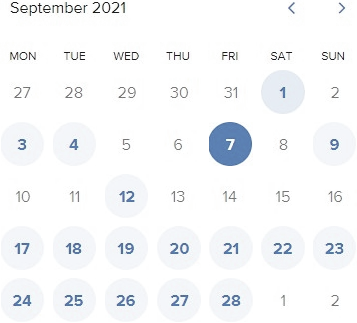 September 2021
MON TUE WED THU FRI SAT SUN
27 28 29 30 31 1 2
3 4 5 6 7 8 9
10 11 12 13 14 15 16
17 18 19 20 21 22 23
24 25 26 27 28 1 2